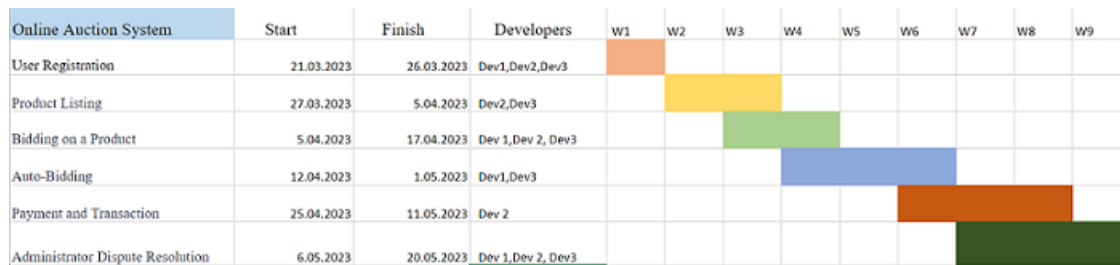 Online Auction System Start Finish Developers W1 W2 W3 W4 W5 W6 W7 W8 W9
User Registration 21.03.2023 26.03.2023 Dev1,Dev2,Dev3
Product Listing 27.03.2023 5.04.2023 Dev2,Dev3
Bidding on a Product 5.04.2023 17.04.2023 Dev 1,Dev 2, Dev3
Auto-Bidding 12.04.2023 1.05.2023 Dev1,Dev3
Payment and Transaction 25.04.2023 11.05.2023 Dev 2
Administrator Dispute Resolution 6.05.2023 20.05.2023 Dev 1,Dev 2, Dev3